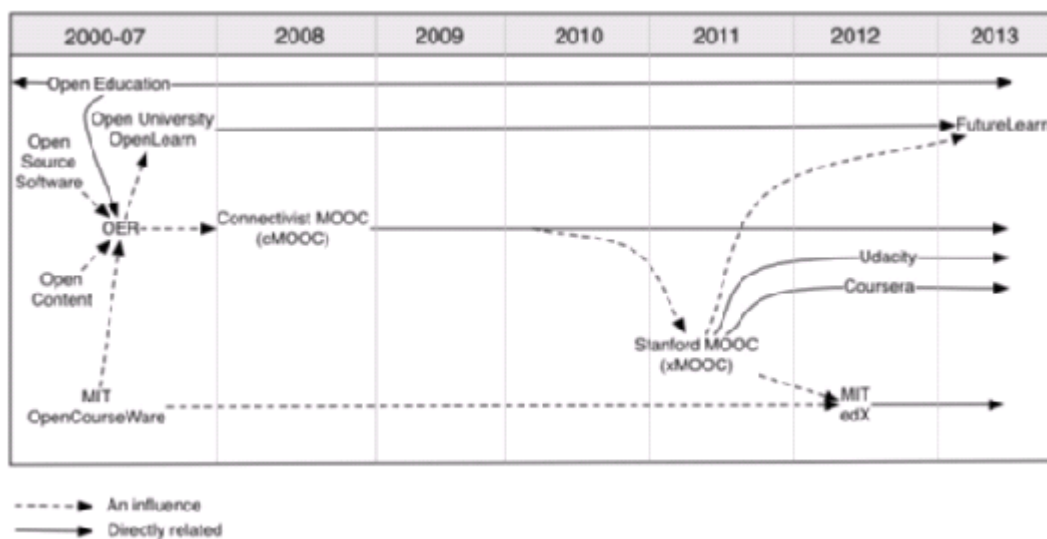 2000-07 2008 2009 2010 2011 2012 2013
Open Education
Open University
OpenLearn
FutureLearn
Open
Source
Software
OER
Connectivist MOOC
(cMOOC)
Open
Content
Udacity
Coursera
Stanford MOOC
(xMOOC)
MIT
OpenCourseWare
MIT
edX
An influence
Directly related